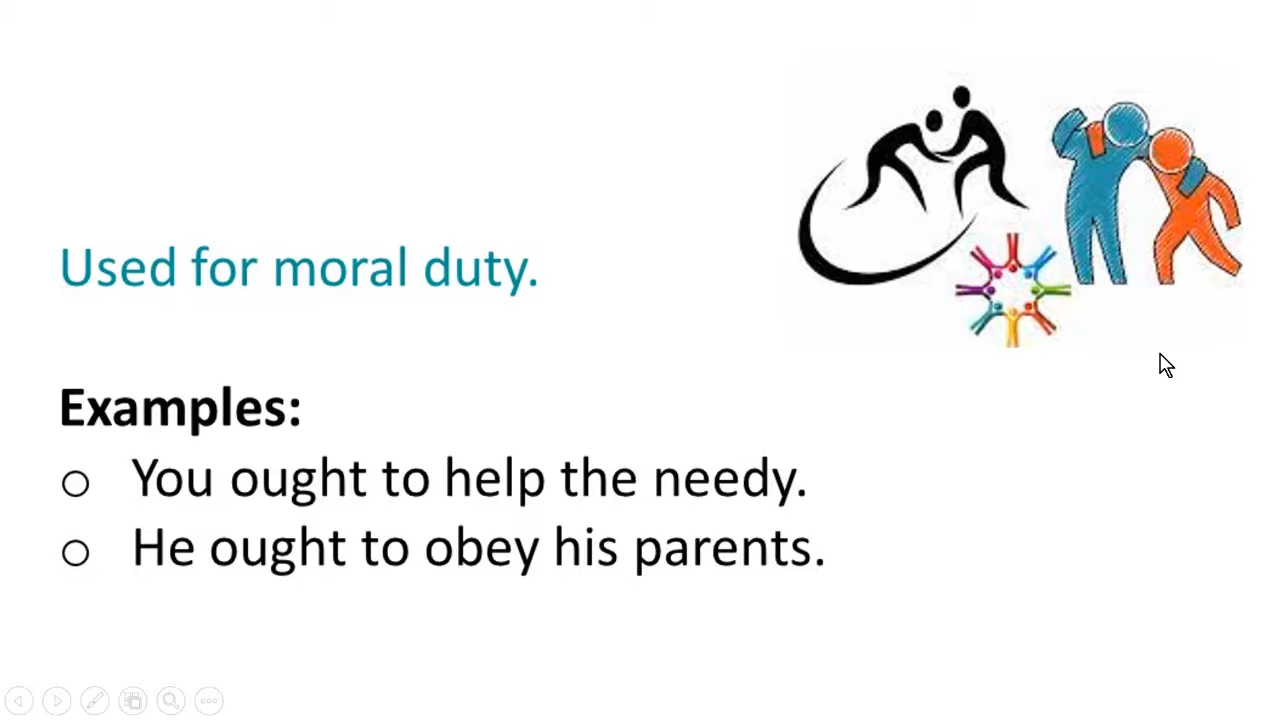 Used for moral duty.
Examples:
o You ought to help the needy.
o He ought to obey his parents.